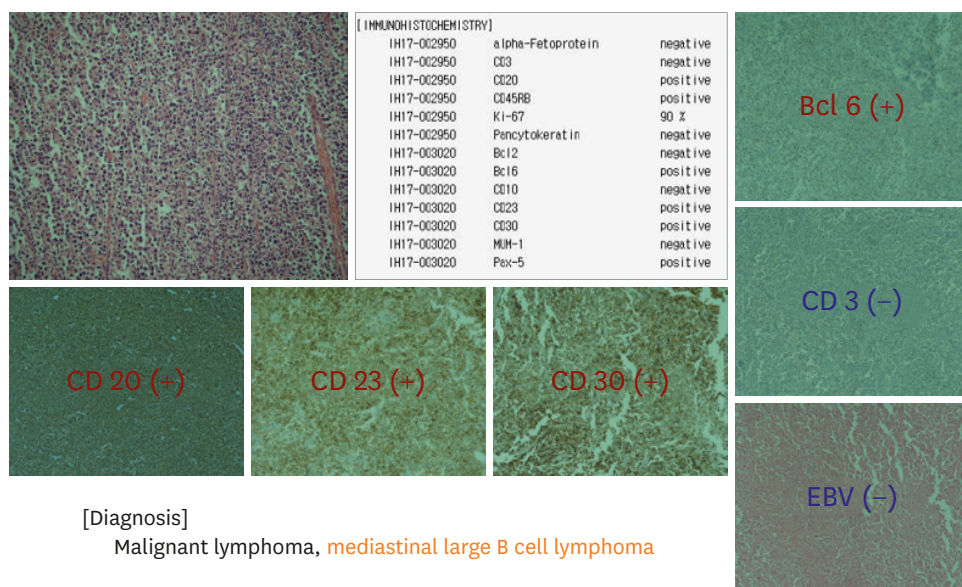 [IMMUNOHISTOCHEMISTRY]
IH17-002950 alpha-Fetoprotein negative
IH17-002950 CD3 negative
IH17-002950 CD20 positive
IH17-002950 CD45RB positive
IH17-002950 Ki-67 90 %
IH17-002950 Pancytokeratin negative
IH17-003020 Bcl2 negative
IH17-003020 Bcl6 positive
IH17-003020 CD10 negative
IH17-003020 CD23 positive
IH17-003020 CD30 positive
IH17-003020 MUM-1 negative
IH17-003020 Pax-5 positive
Bcl 6 (+)
CD 3 (–)
CD 20 (+)
CD 23 (+)
CD 30 (+)
EBV (–)
[Diagnosis]
Malignant lymphoma, mediastinal large B cell lymphoma